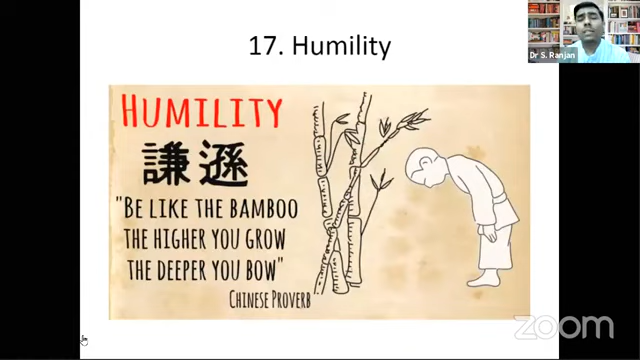 17. Humility
Dr S. Ranjan
HUMILITY
謙遜
"BE LIKE THE BAMBOO
THE HIGHER YOU GROW
THE DEEPER YOU BOW"
CHINESE PROVERB
zoom